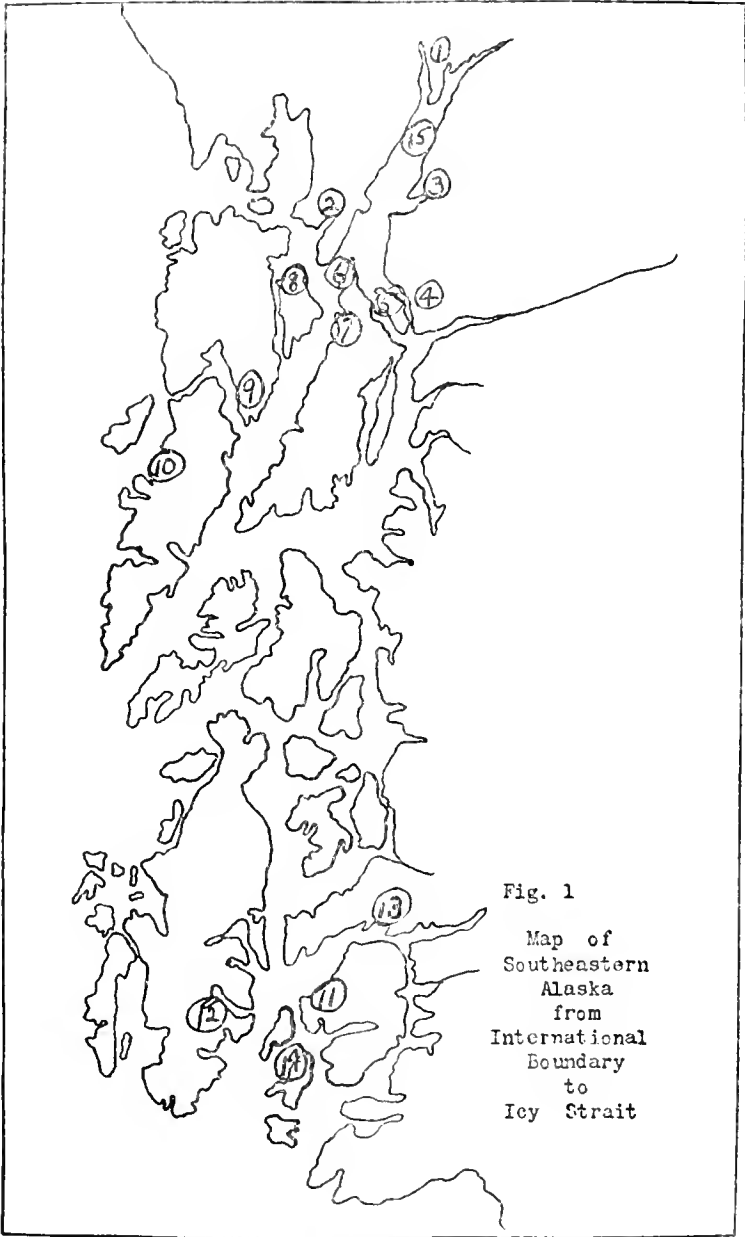 1
15
3
2
6
8
4
5
7
9
10
Fig. 1
13
Map of
Southeastern
Alaska
from
International
Boundary
to
Icy Strait
11
12
14